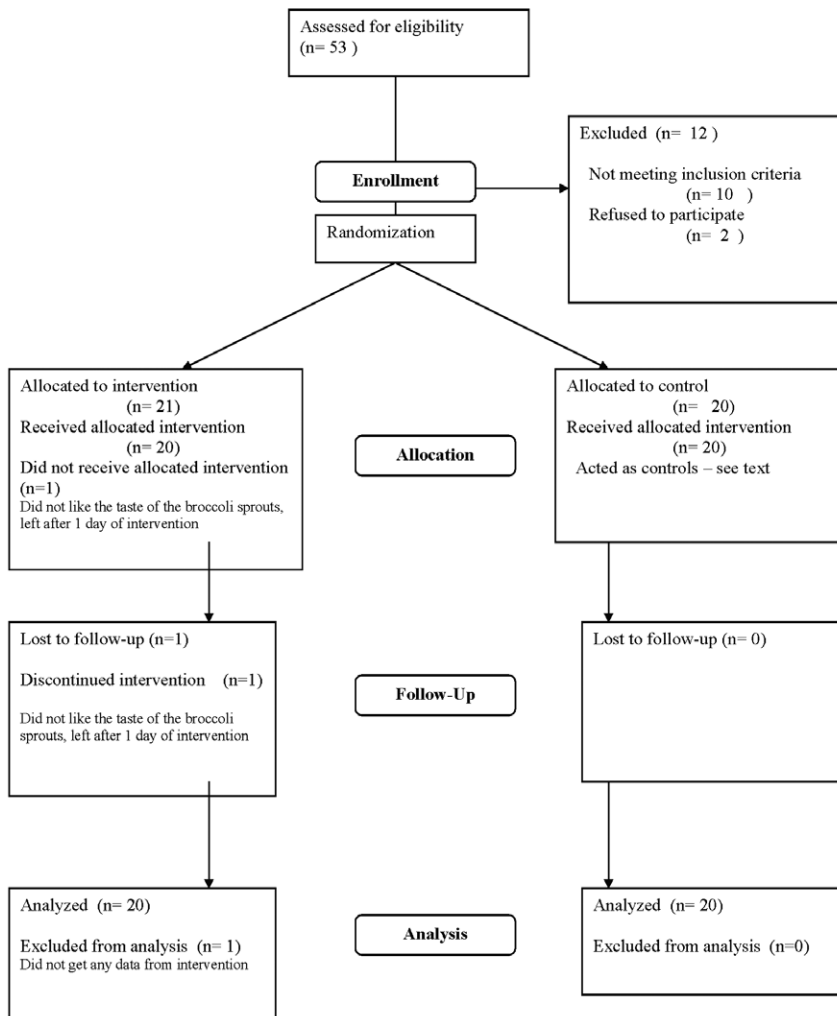 Assessed for eligibility
(n= 53 )
Excluded (n= 12 )
Not meeting inclusion criteria
(n= 10 )
Refused to participate
(n= 2 )
Enrollment
Randomization
Allocated to intervention
(n= 21)
Received allocated intervention
(n= 20)
Did not receive allocated intervention
(n=1)
Did not like the taste of the broccoli sprouts,
left after 1 day of intervention
Allocation
Allocated to control
(n= 20)
Received allocated intervention
(n= 20)
Acted as controls – see text
Lost to follow-up (n=1)
Discontinued intervention (n=1)
Did not like the taste of the broccoli
sprouts, left after 1 day of intervention
Follow-Up
Lost to follow-up (n= 0)
Analyzed (n= 20)
Excluded from analysis (n= 1)
Did not get any data from intervention
Analysis
Analyzed (n= 20)
Excluded from analysis (n=0)